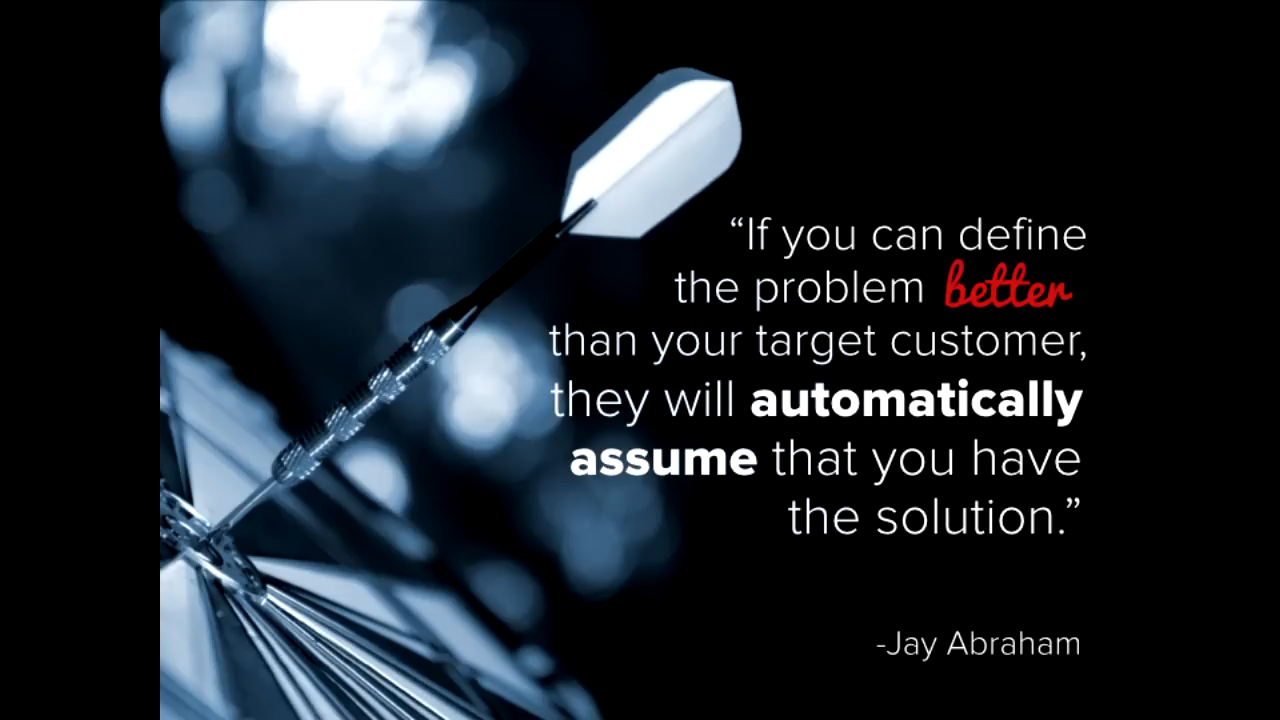 “If you can define
the problem better
than your target customer,
they will automatically
assume that you have
the solution.”
-Jay Abraham